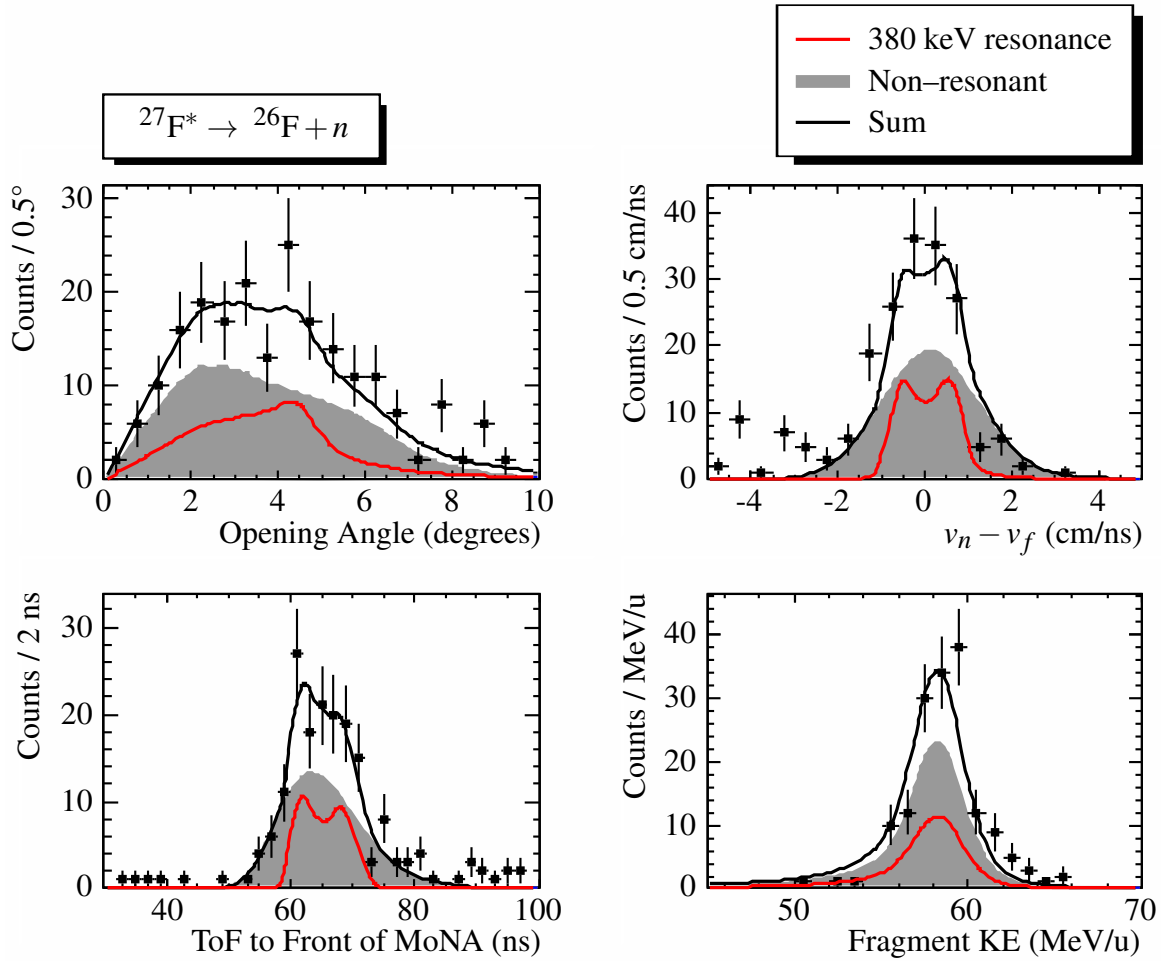 380 keV resonance
Non–resonant
Sum
²⁷F* → ²⁶F + n
Counts / 0.5°
30
20
10
0
0 2 4 6 8 10
Opening Angle (degrees)
Counts / 0.5 cm/ns
40
30
20
10
0
-4 -2 0 2 4
vₙ − v_f (cm/ns)
Counts / 2 ns
30
20
10
0
40 60 80 100
ToF to Front of MoNA (ns)
Counts / MeV/u
40
30
20
10
0
50 60 70
Fragment KE (MeV/u)